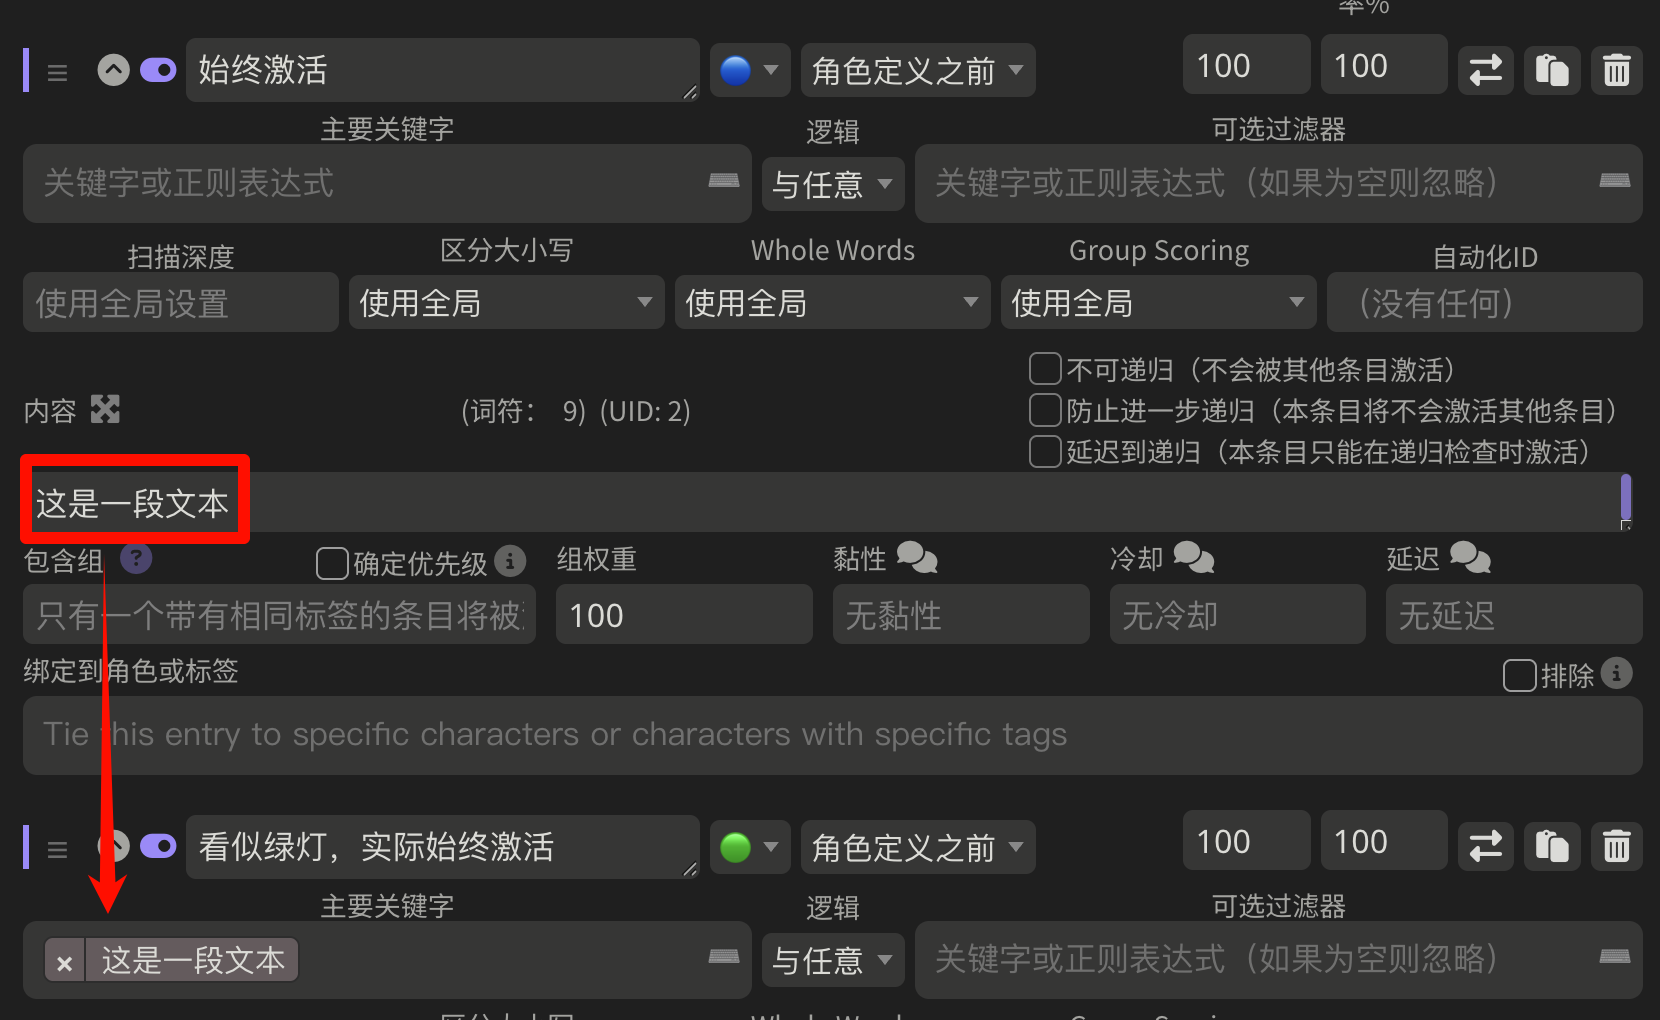 率%
始终激活
角色定义之前
100
100
主要关键字
逻辑
可选过滤器
关键字或正则表达式
与任意
关键字或正则表达式（如果为空则忽略）
扫描深度
区分大小写
Whole Words
Group Scoring
自动化ID
使用全局设置
使用全局
使用全局
使用全局
（没有任何）
不可递归（不会被其他条目激活）
内容
(词符： 9) (UID: 2)
防止进一步递归（本条目将不会激活其他条目）
延迟到递归（本条目只能在递归检查时激活）
这是一段文本
包含组
确定优先级
组权重
黏性
冷却
延迟
只有一个带有相同标签的条目将被
100
无黏性
无冷却
无延迟
绑定到角色或标签
排除
Tie this entry to specific characters or characters with specific tags
看似绿灯，实际始终激活
角色定义之前
100
100
主要关键字
逻辑
可选过滤器
× 这是一段文本
与任意
关键字或正则表达式（如果为空则忽略）
区分大小写
Whole Words
Group Scoring